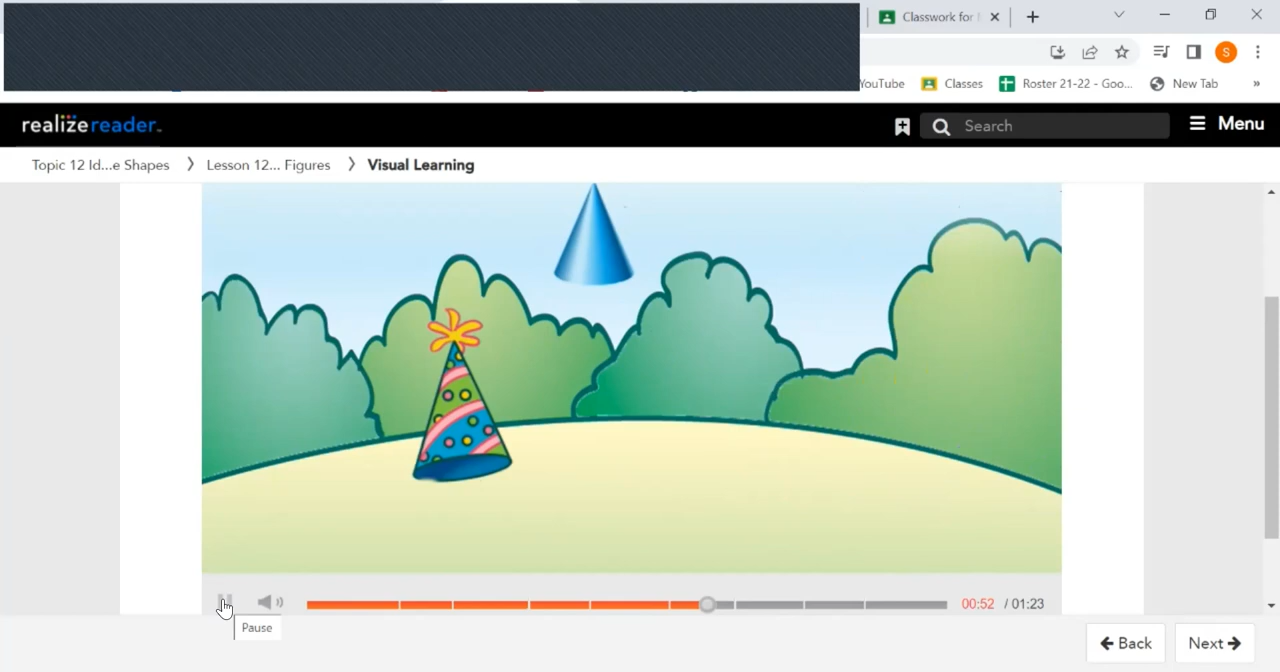 Classwork for
YouTube Classes Roster 21-22 - Goo... New Tab »
realizereader Search Menu
Topic 12 Id...e Shapes Lesson 12... Figures Visual Learning
00:52 / 01:23
Pause
Back Next
S